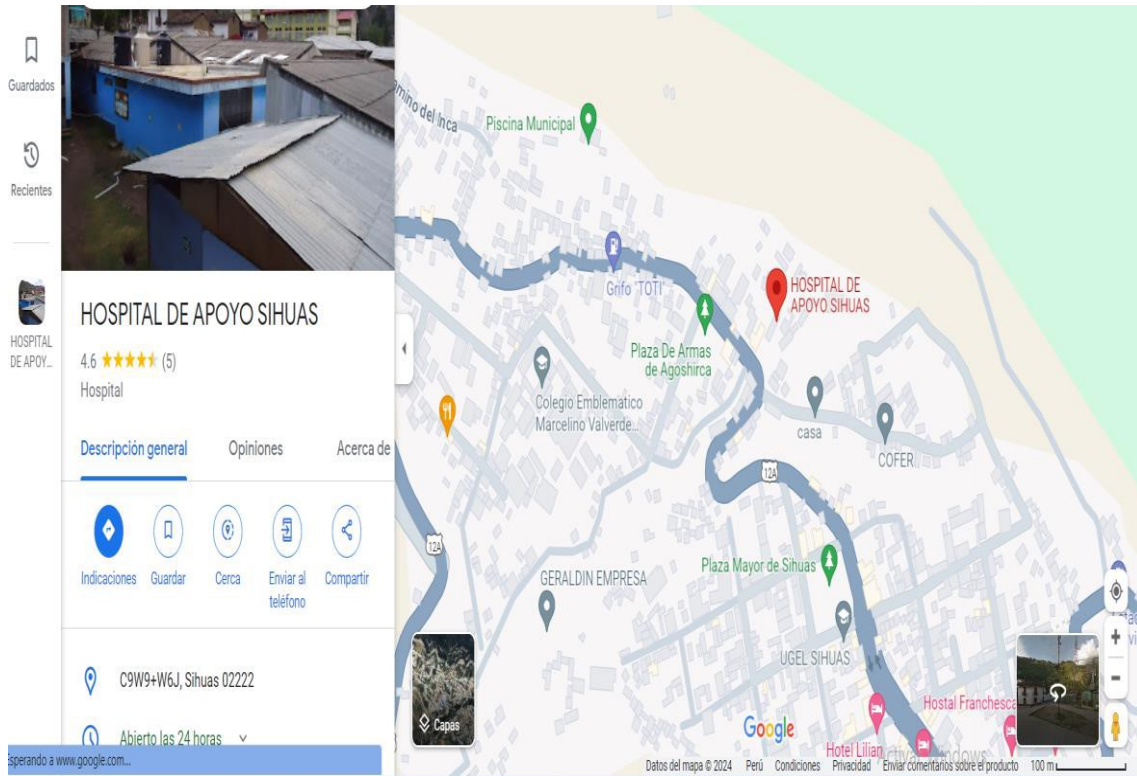 Guardados
Recientes
HOSPITAL
DE APOY...
HOSPITAL DE APOYO SIHUAS
4.6 ★★★★★ (5)
Hospital
Descripción general
Opiniones
Acerca de
Indicaciones
Guardar
Cerca
Enviar al
teléfono
Compartir
C9W9+W6J, Sihuas 02222
Abierto las 24 horas
Esperando a www.google.com...
amino del Inca
Piscina Municipal
Grifo "TOTI"
HOSPITAL DE
APOYO SIHUAS
Plaza De Armas
de Agoshirca
Colegio Emblematico
Marcelino Valverde...
casa
COFER
12A
12A
GERALDIN EMPRESA
Plaza Mayor de Sihuas
UGEL SIHUAS
Hostal Franchesca
Hotel Lilian
Capas
Google
Datos del mapa © 2024
Perú
Condiciones
Privacidad
Enviar comentarios sobre el producto
100 m